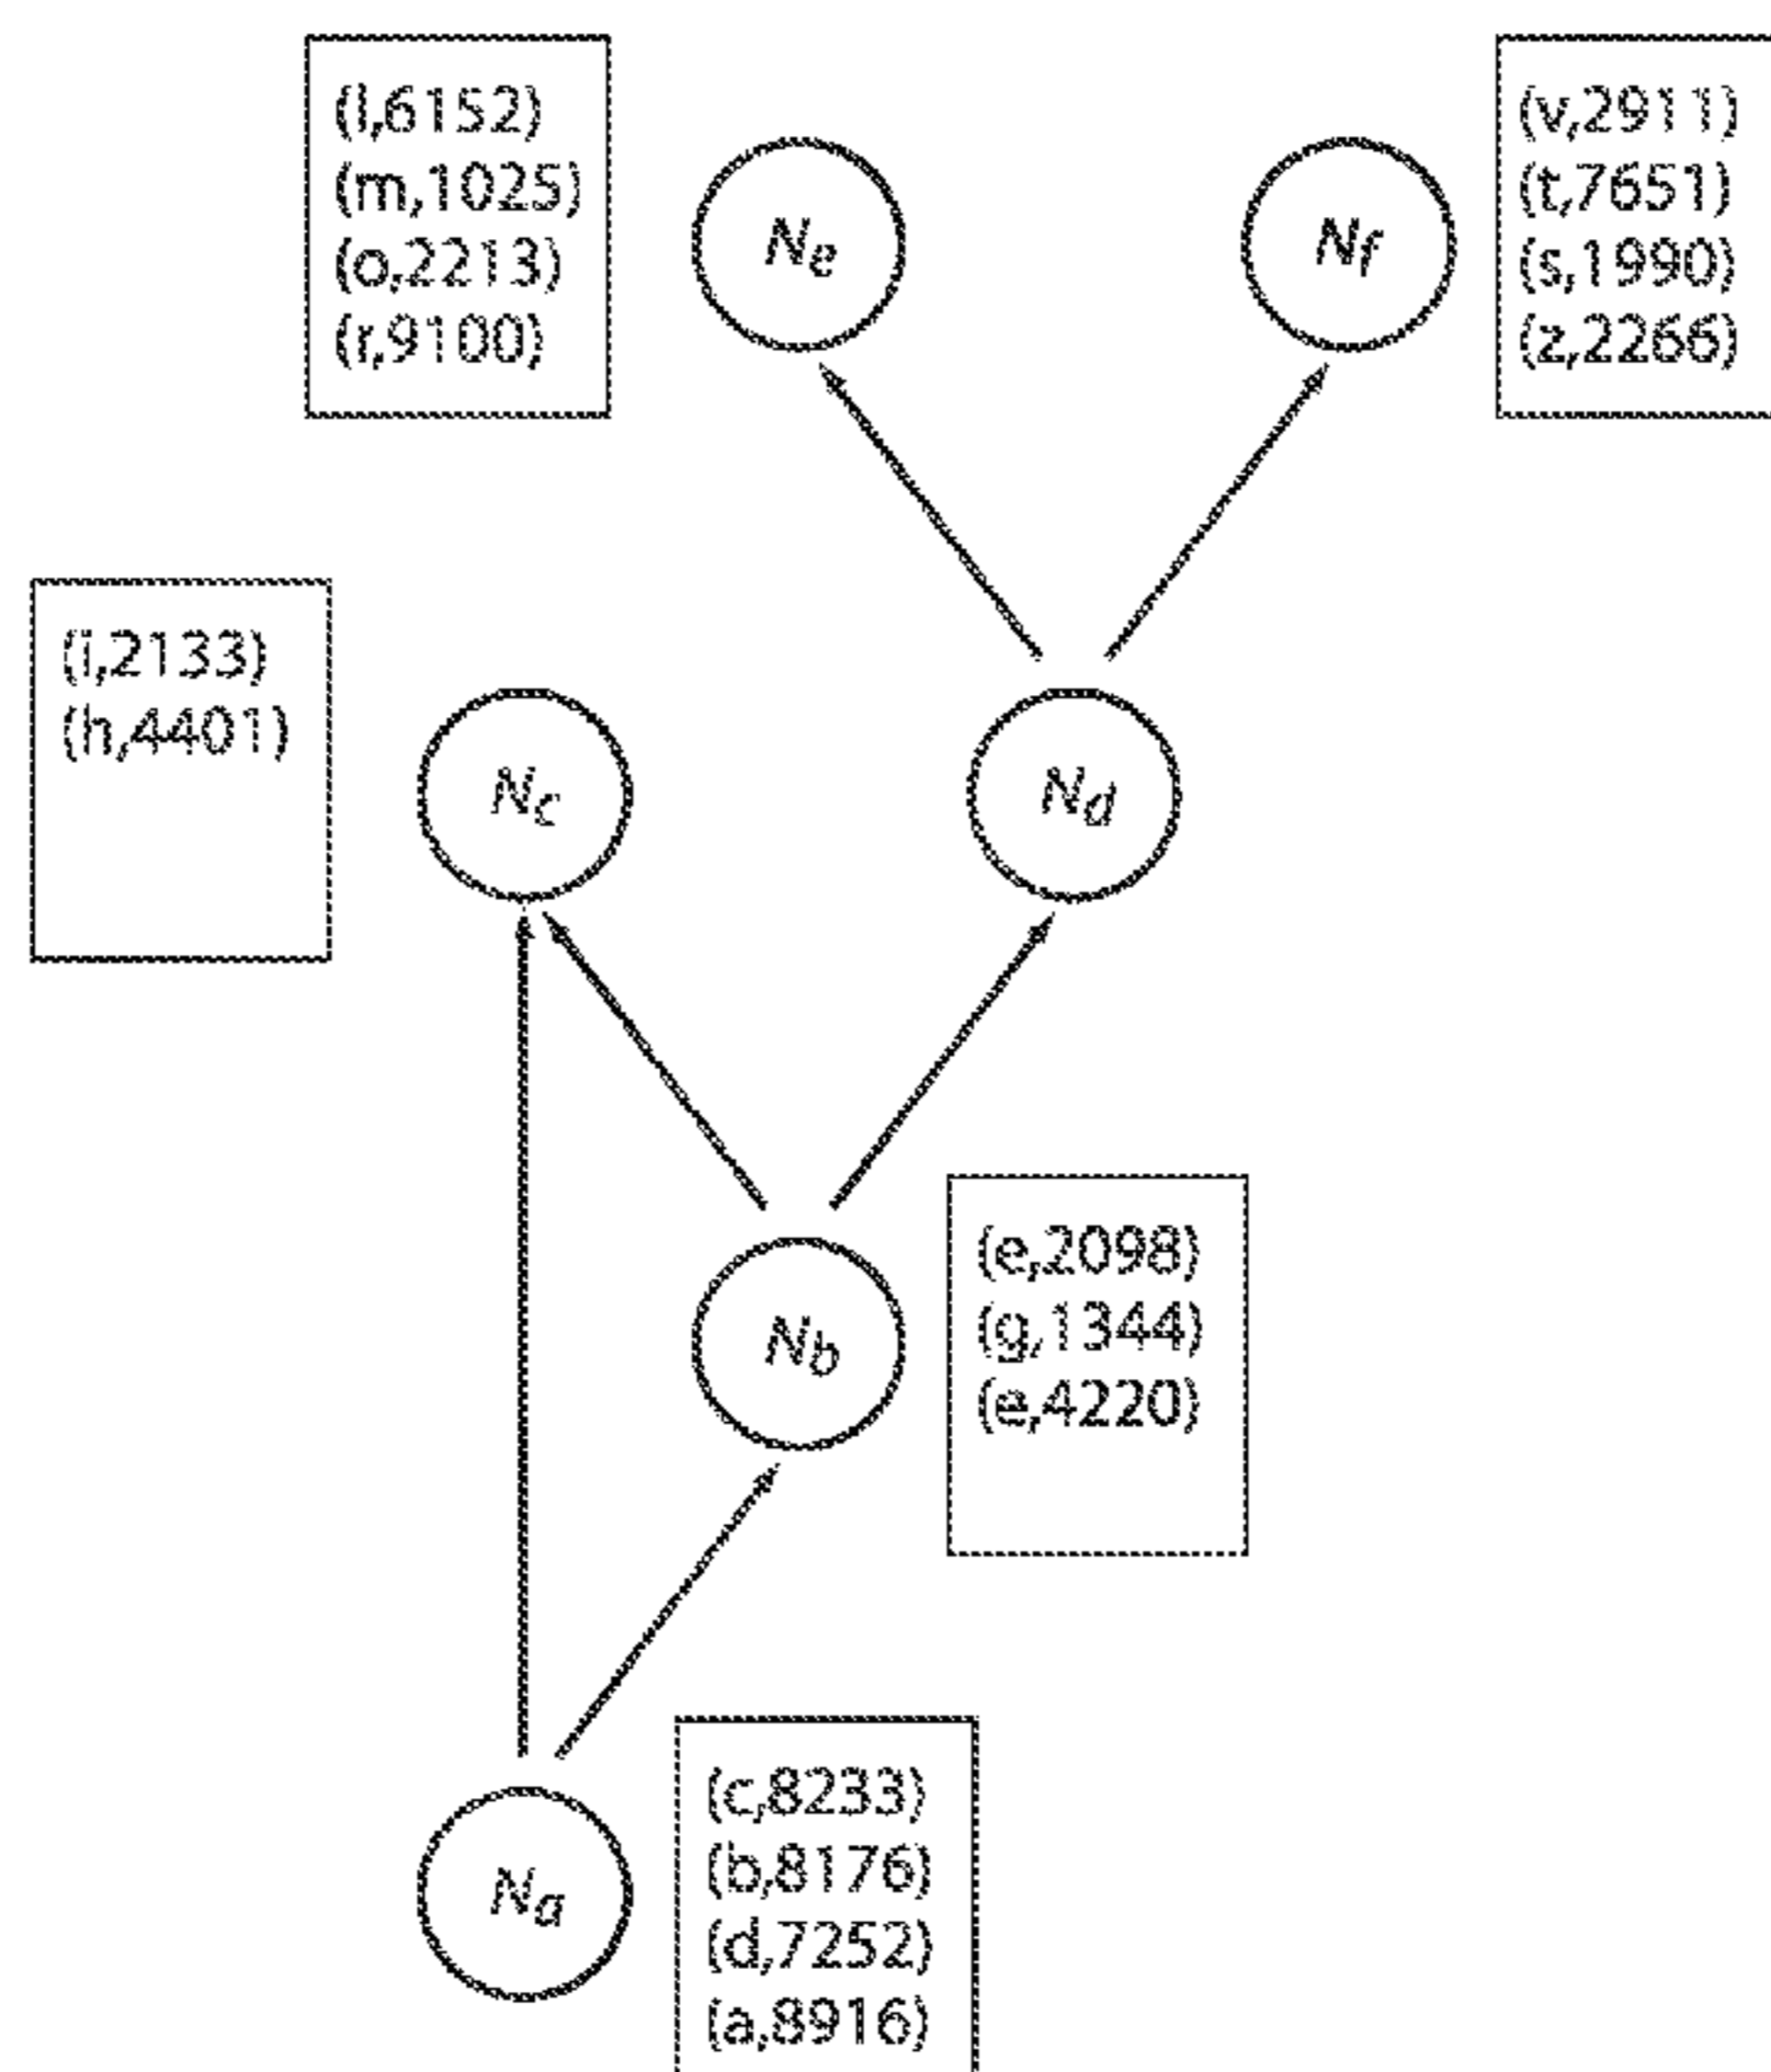 (l,6152)
(m,1025)
(o,2213)
(r,9100)
Ne
Nf
(v,2911)
(t,7651)
(s,1990)
(z,2266)
(i,2133)
(h,4401)
Nc
Nd
Nb
(e,2098)
(g,1344)
(e,4220)
Na
(c,8233)
(b,8176)
(d,7252)
(a,8916)